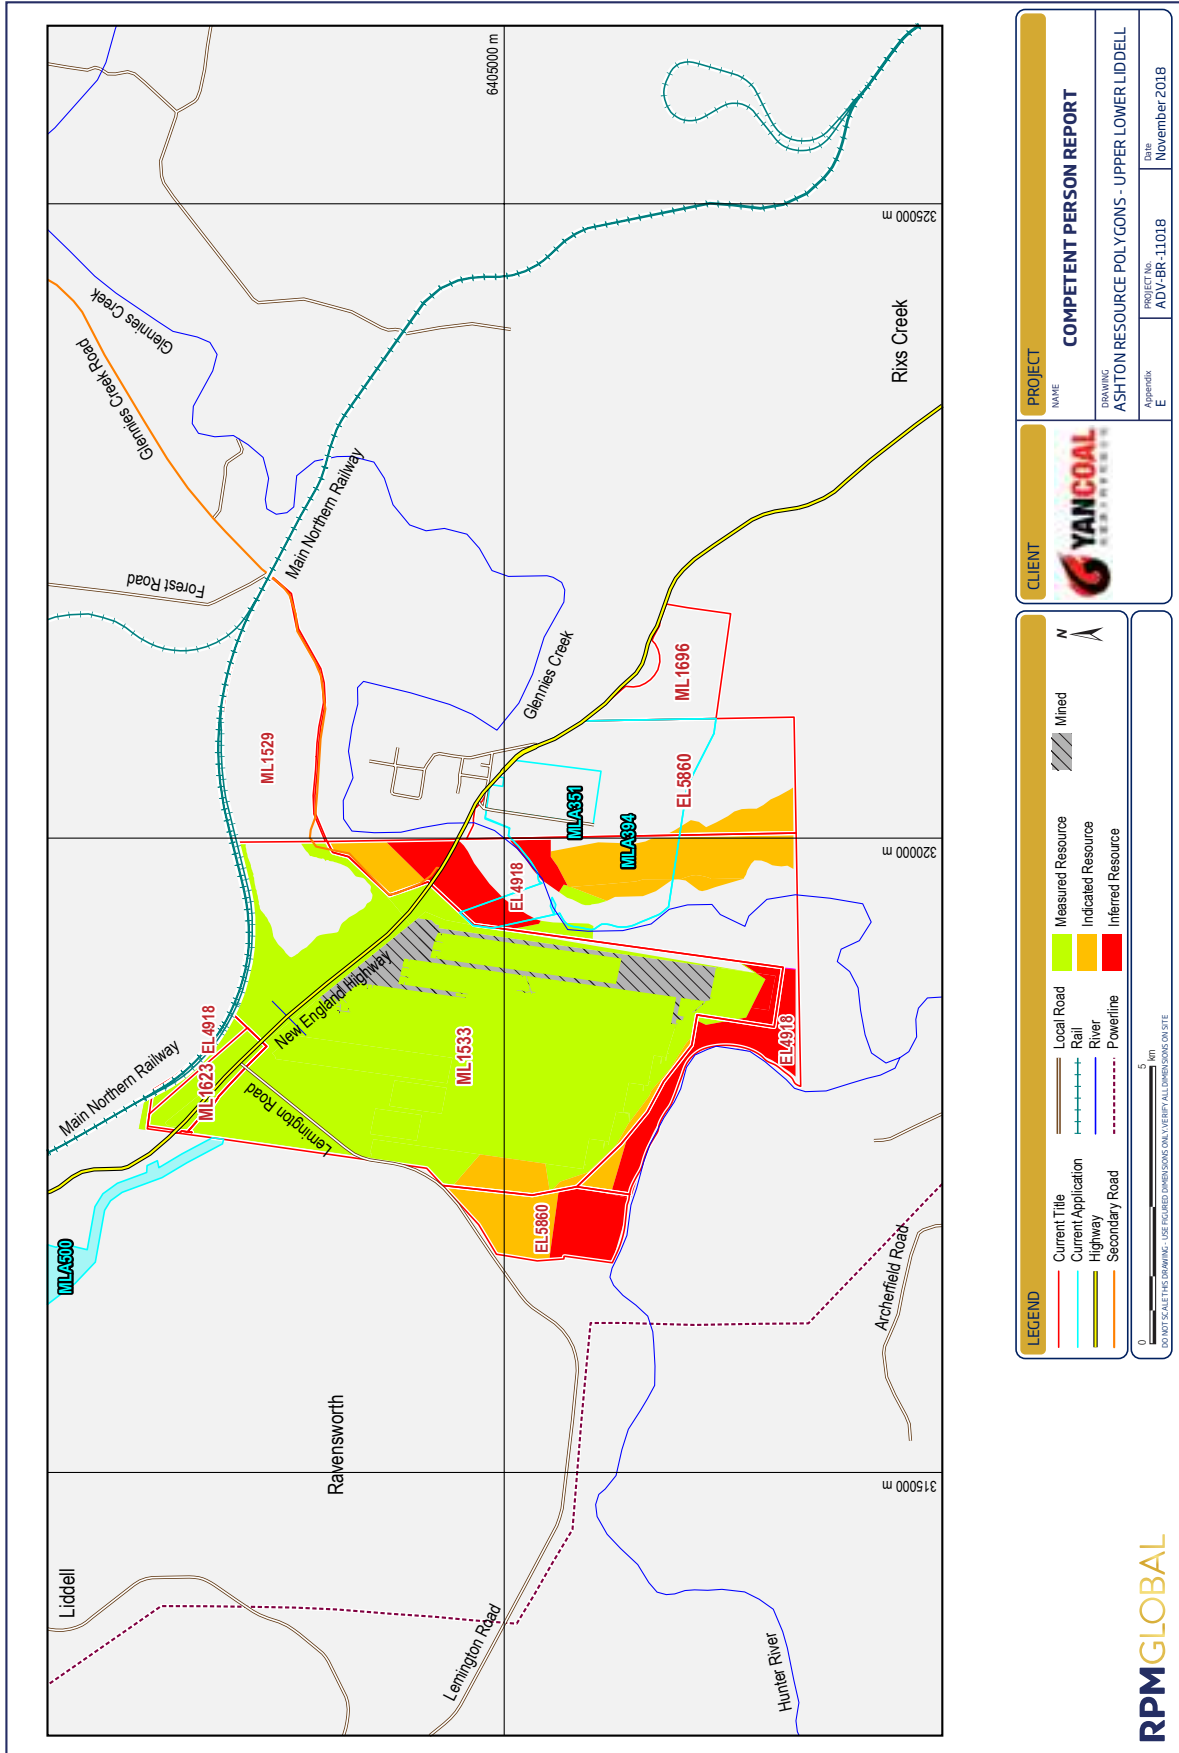 Liddell
Ravensworth
Rixs Creek
MLA500
Main Northern Railway
ML1623
EL4918
New England Highway
Lemington Road
ML1533
EL5860
ML1529
Forest Road
Glennies Creek Road
Glennies Creek
Main Northern Railway
Glennies Creek
ML1696
EL5860
MLA351
MLA394
EL4918
EL4918
Archerfield Road
Lemington Road
Hunter River
6405000 m
315000 m
320000 m
325000 m
LEGEND
Current Title
Current Application
Highway
Secondary Road
Local Road
Rail
River
Powerline
Measured Resource
Indicated Resource
Inferred Resource
Mined
N
0 5 km
DO NOT SCALE THIS DRAWING - USE FIGURED DIMENSIONS ONLY. VERIFY ALL DIMENSIONS ON SITE
CLIENT
YANCOAL
PROJECT
NAME
COMPETENT PERSON REPORT
DRAWING
ASHTON RESOURCE POLYGONS - UPPER LOWER LIDDELL
Appendix
E
PROJECT No.
ADV-BR-11018
Date
November 2018
RPMGLOBAL